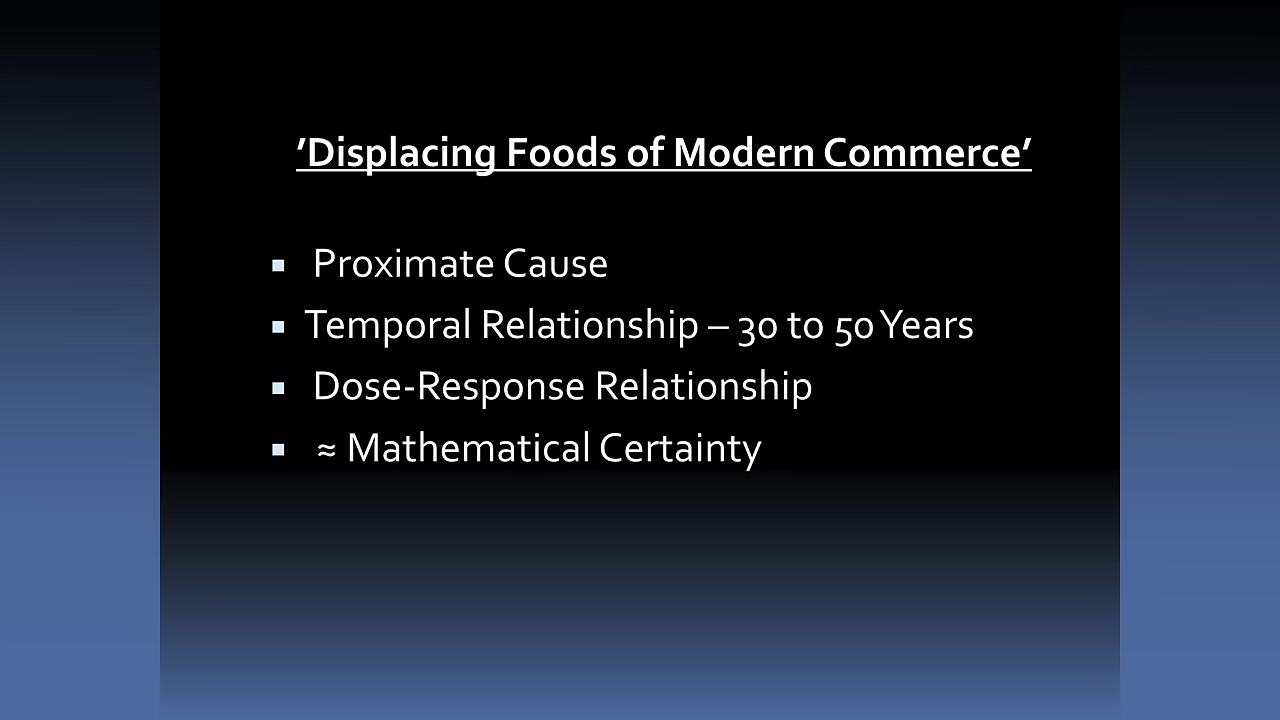 ’Displacing Foods of Modern Commerce’
▪ Proximate Cause
▪ Temporal Relationship – 30 to 50 Years
▪ Dose-Response Relationship
▪ ≈ Mathematical Certainty